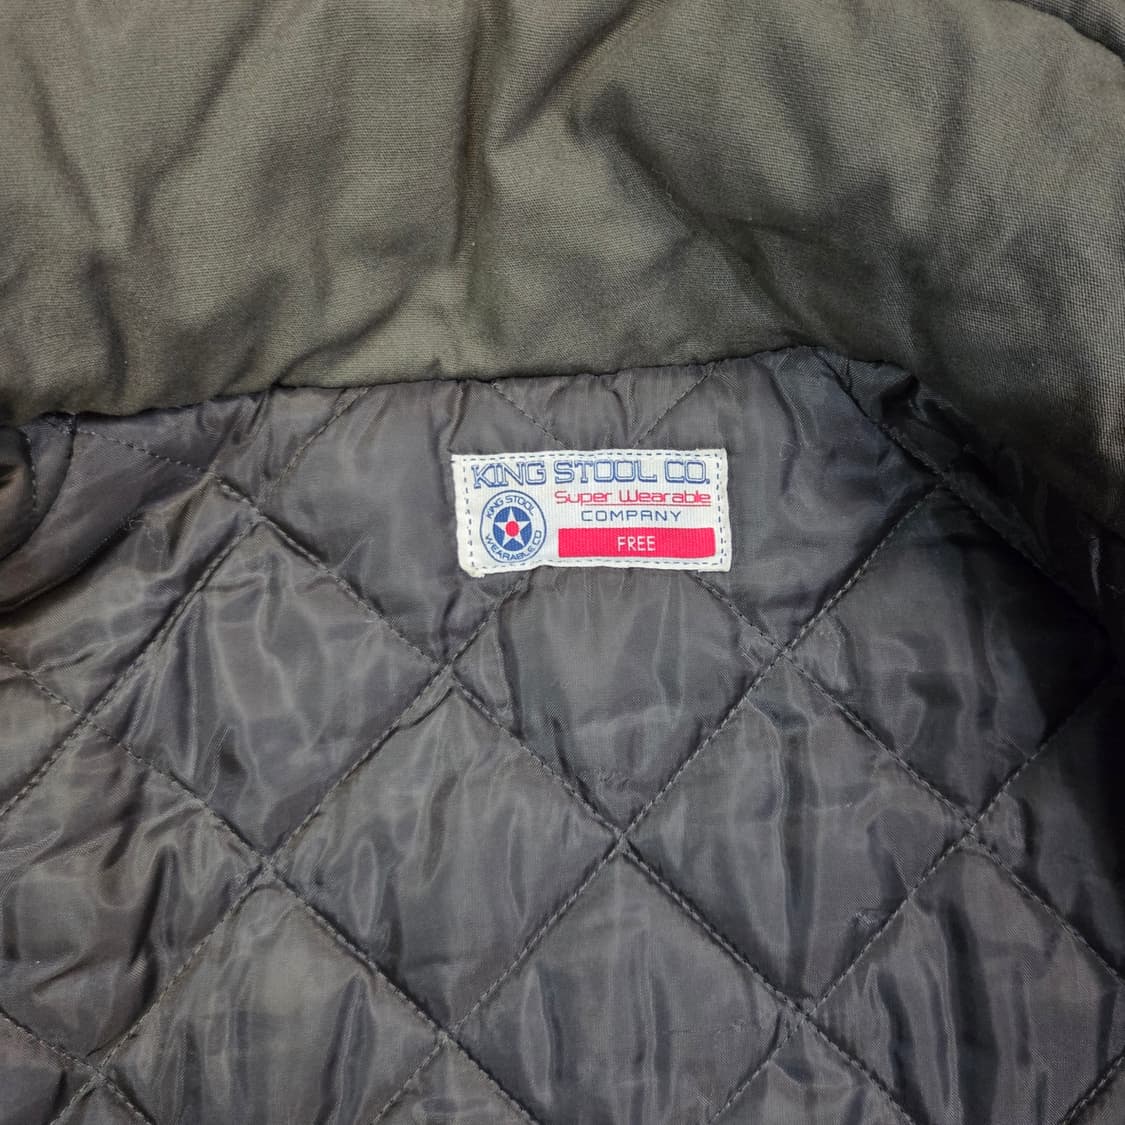 KING STOOL CO.
Super Wearable
COMPANY
KING STOOL
WEARABLE.CO
FREE